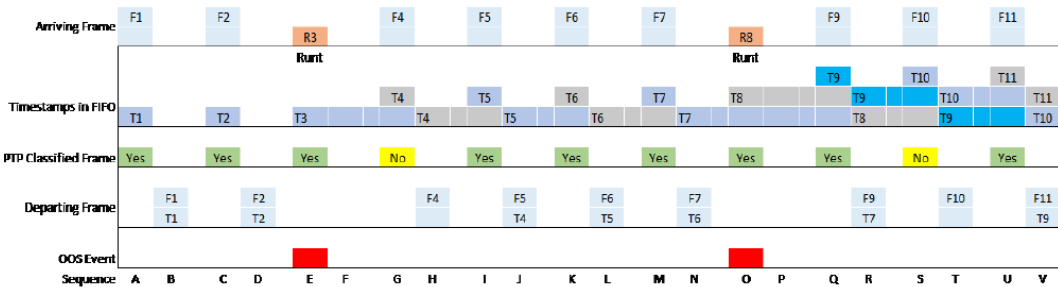 Arriving Frame F1 F2 F4 F5 F6 F7 F9 F10 F11
R3 R8
Runt Runt
T9 T10 T11
Timestamps in FIFO T4 T5 T6 T7 T8 T9 T10 T11
T1 T2 T3 T4 T5 T6 T7 T8 T9 T10
PTP Classified Frame Yes Yes Yes No Yes Yes Yes Yes Yes No Yes
Departing Frame F1 F2 F4 F5 F6 F7 F9 F10 F11
T1 T2 T4 T5 T6 T7 T9
OOS Event
Sequence A B C D E F G H I J K L M N O P Q R S T U V